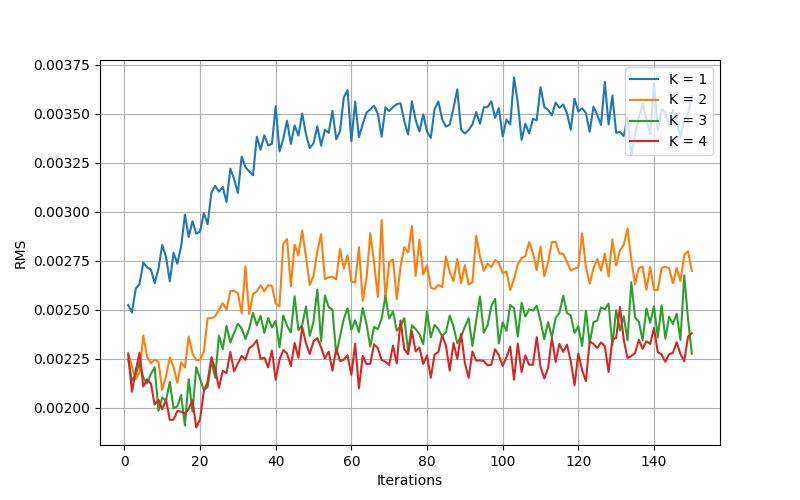 0.00375
0.00350
0.00325
0.00300
0.00275
0.00250
0.00225
0.00200
RMS
K = 1
K = 2
K = 3
K = 4
0 20 40 60 80 100 120 140
Iterations